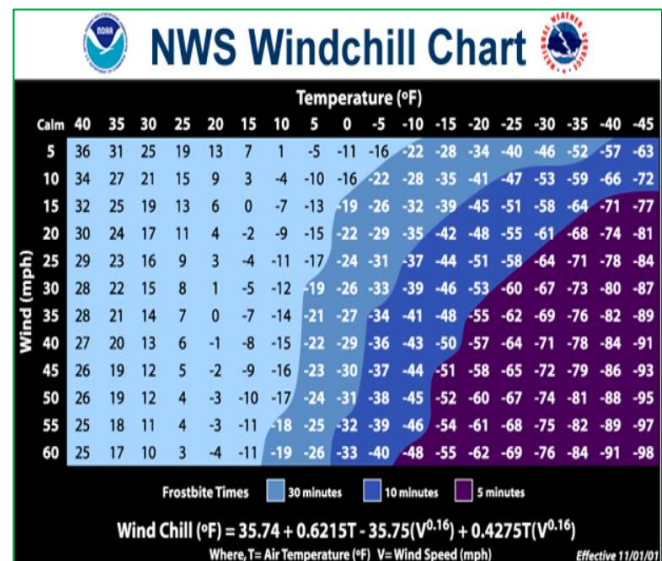 NOAA
NWS Windchill Chart
Temperature (ºF)
Calm 40 35 30 25 20 15 10 5 0 -5 -10 -15 -20 -25 -30 -35 -40 -45
5 36 31 25 19 13 7 1 -5 -11 -16 -22 -28 -34 -40 -46 -52 -57 -63
10 34 27 21 15 9 3 -4 -10 -16 -22 -28 -35 -41 -47 -53 -59 -66 -72
15 32 25 19 13 6 0 -7 -13 -19 -26 -32 -39 -45 -51 -58 -64 -71 -77
20 30 24 17 11 4 -2 -9 -15 -22 -29 -35 -42 -48 -55 -61 -68 -74 -81
25 29 23 16 9 3 -4 -11 -17 -24 -31 -37 -44 -51 -58 -64 -71 -78 -84
30 28 22 15 8 1 -5 -12 -19 -26 -33 -39 -46 -53 -60 -67 -73 -80 -87
35 28 21 14 7 0 -7 -14 -21 -27 -34 -41 -48 -55 -62 -69 -76 -82 -89
40 27 20 13 6 -1 -8 -15 -22 -29 -36 -43 -50 -57 -64 -71 -78 -84 -91
45 26 19 12 5 -2 -9 -16 -23 -30 -37 -44 -51 -58 -65 -72 -79 -86 -93
50 26 19 12 4 -3 -10 -17 -24 -31 -38 -45 -52 -60 -67 -74 -81 -88 -95
55 25 18 11 4 -3 -11 -18 -25 -32 -39 -46 -54 -61 -68 -75 -82 -89 -97
60 25 17 10 3 -4 -11 -19 -26 -33 -40 -48 -55 -62 -69 -76 -84 -91 -98
Wind (mph)
Frostbite Times 30 minutes 10 minutes 5 minutes
Wind Chill (ºF) = 35.74 + 0.6215T - 35.75(V0.16) + 0.4275T(V0.16)
Where, T= Air Temperature (ºF) V= Wind Speed (mph) Effective 11/01/01